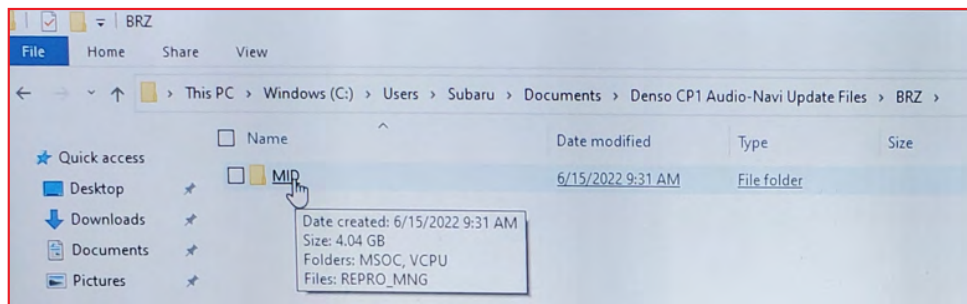 BRZ
File Home Share View
This PC > Windows (C:) > Users > Subaru > Documents > Denso CP1 Audio-Navi Update Files > BRZ >
Name Date modified Type Size
Quick access
MID 6/15/2022 9:31 AM File folder
Desktop
Downloads
Documents
Pictures
Date created: 6/15/2022 9:31 AM
Size: 4.04 GB
Folders: MSOC, VCPU
Files: REPRO_MNG